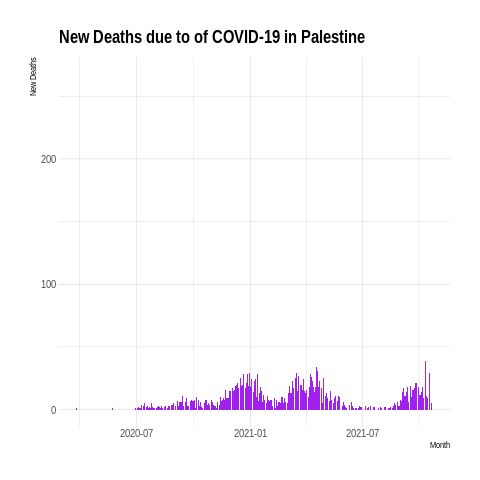 New Deaths due to of COVID-19 in Palestine
New Deaths
200
100
0
2020-07 2021-01 2021-07
Month